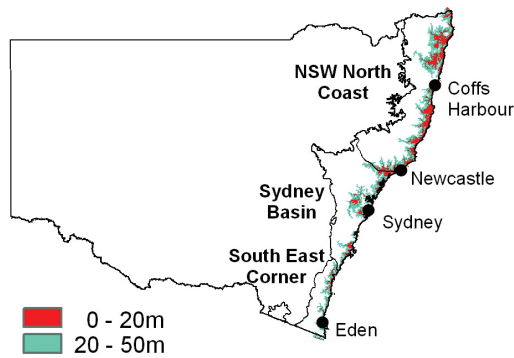 NSW North
Coast
Coffs
Harbour
Newcastle
Sydney
Basin
Sydney
South East
Corner
0 - 20m
20 - 50m
Eden